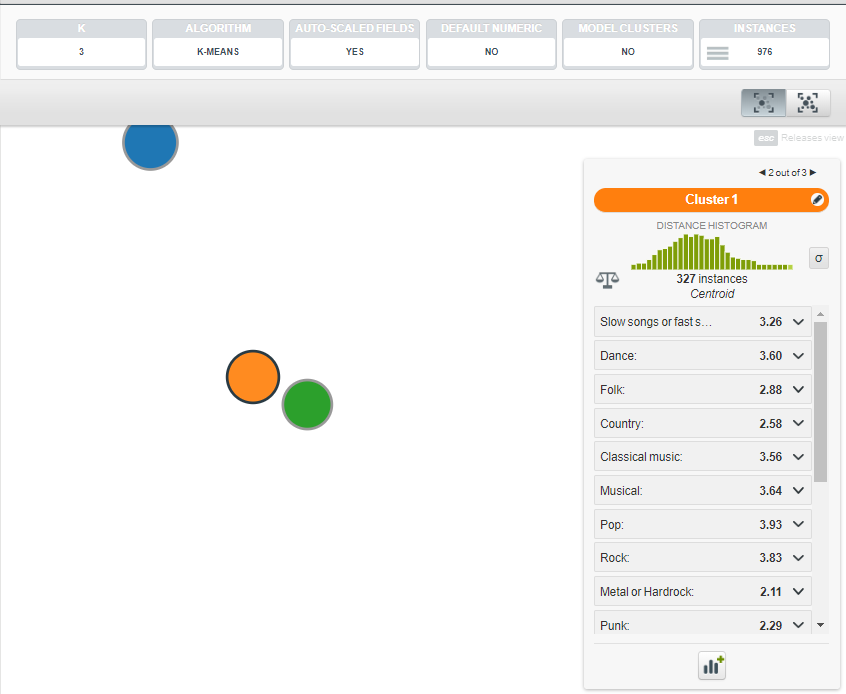 K
ALGORITHM
AUTO-SCALED FIELDS
DEFAULT NUMERIC
MODEL CLUSTERS
INSTANCES
3
K-MEANS
YES
NO
NO
976
esc Releases view
◀ 2 out of 3 ▶
Cluster 1
DISTANCE HISTOGRAM
σ
327 instances
Centroid
Slow songs or fast s... 3.26
Dance: 3.60
Folk: 2.88
Country: 2.58
Classical music: 3.56
Musical: 3.64
Pop: 3.93
Rock: 3.83
Metal or Hardrock: 2.11
Punk: 2.29